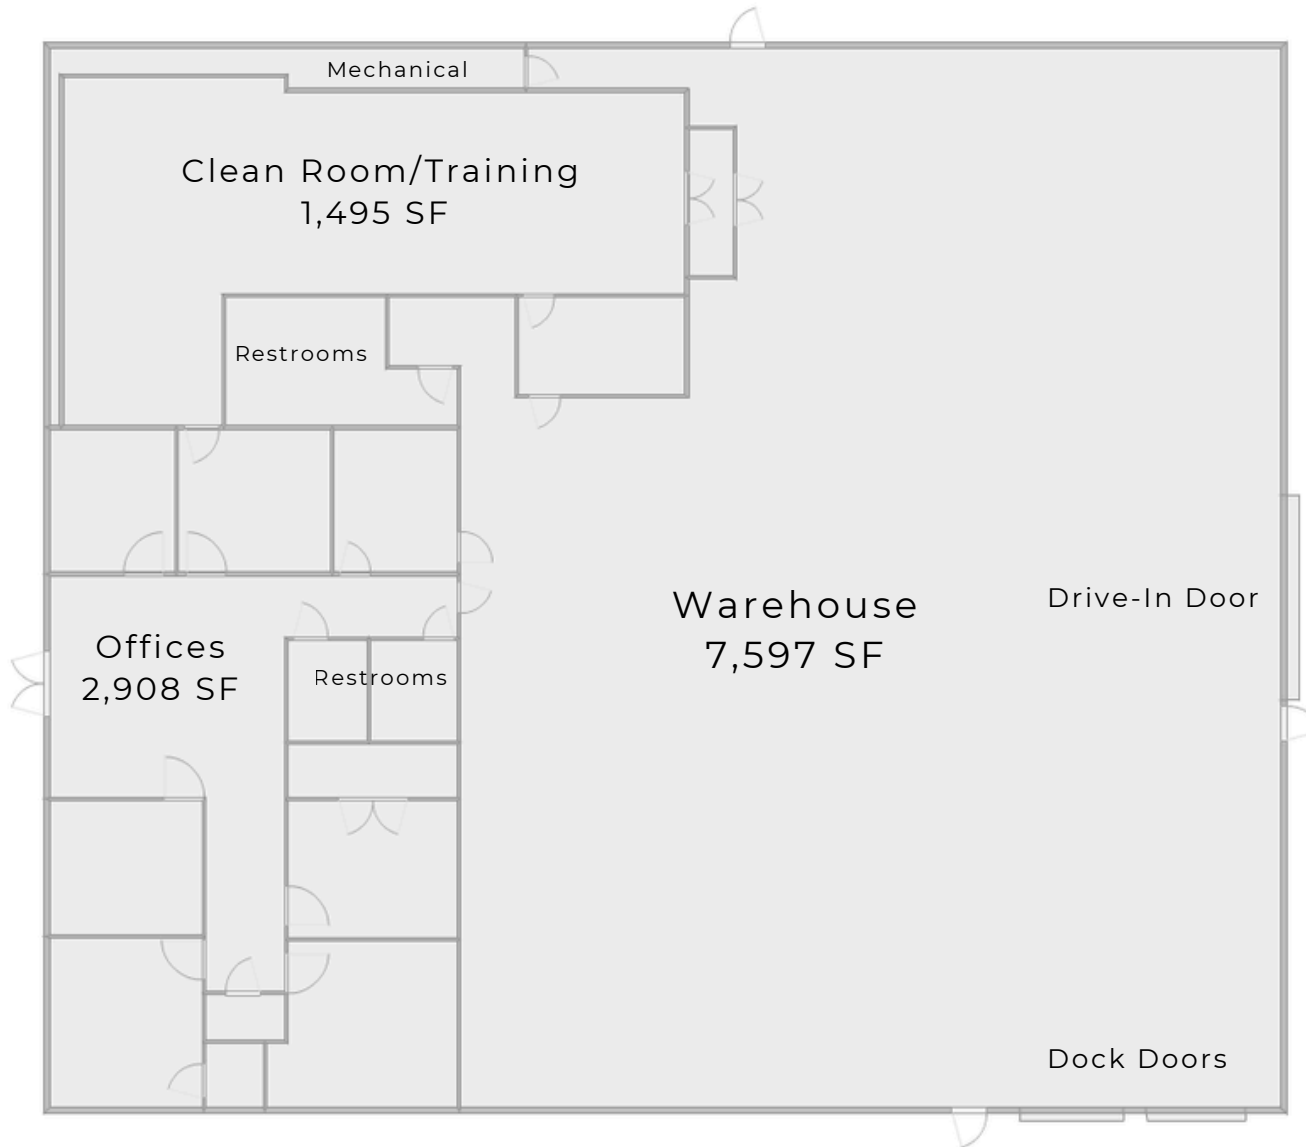 Mechanical
Clean Room/Training
1,495 SF
Restrooms
Warehouse
7,597 SF
Drive-In Door
Offices
2,908 SF
Restrooms
Dock Doors